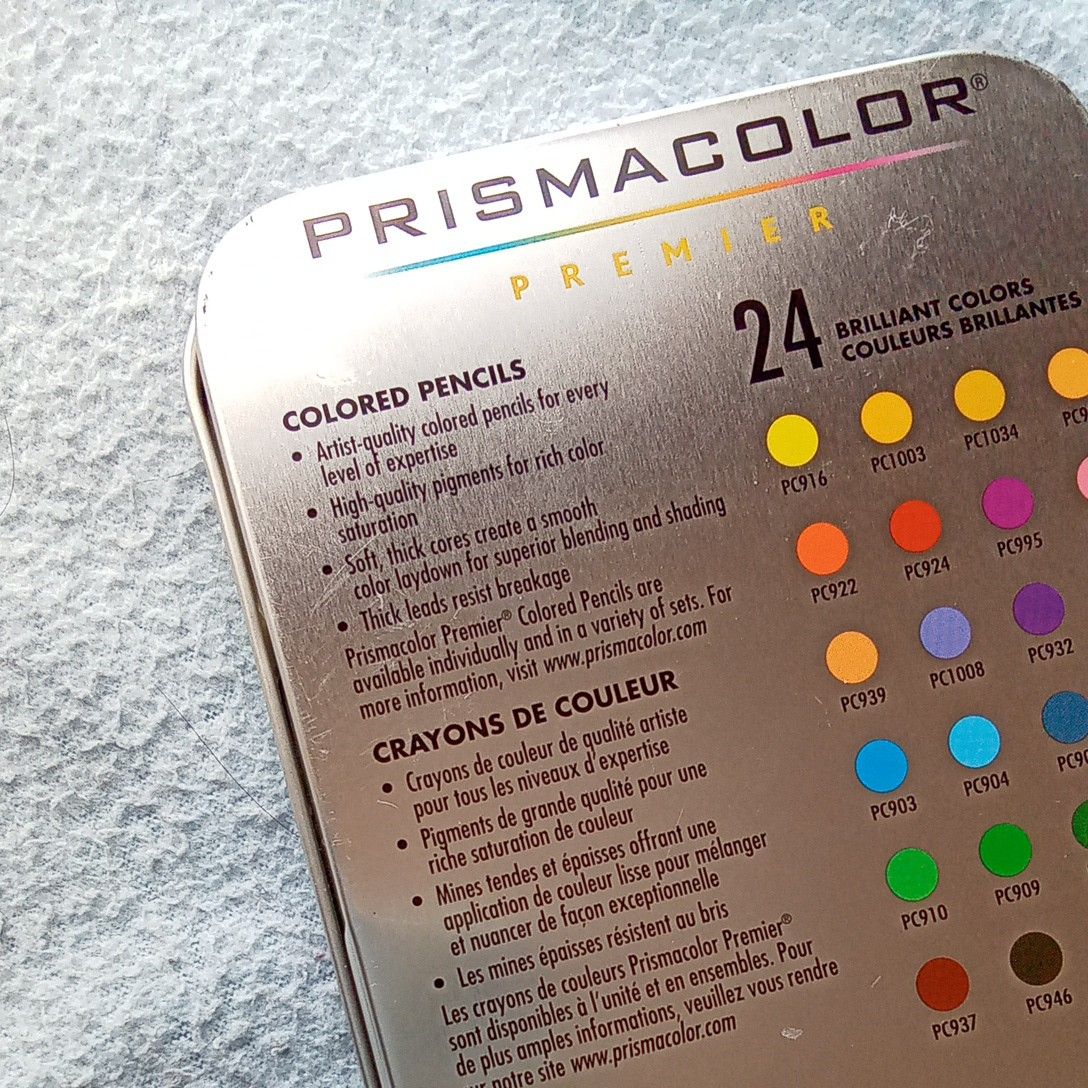 PRISMACOLOR®
PREMIER
24 BRILLIANT COLORS
COULEURS BRILLANTES
COLORED PENCILS
• Artist-quality colored pencils for every
level of expertise
• High-quality pigments for rich color
saturation
• Soft, thick cores create a smooth
color laydown for superior blending and shading
• Thick leads resist breakage
Prismacolor Premier® Colored Pencils are
available individually and in a variety of sets. For
more information, visit www.prismacolor.com
CRAYONS DE COULEUR
• Crayons de couleur de qualité artiste
pour tous les niveaux d'expertise
• Pigments de grande qualité pour une
riche saturation de couleur
• Mines tendes et épaisses offrant une
application de couleur lisse pour mélanger
et nuancer de façon exceptionnelle
• Les mines épaisses résistent au bris
Les crayons de couleurs Prismacolor Premier®
sont disponibles à l'unité et en ensembles. Pour
de plus amples informations, veuillez vous rendre
notre site www.prismacolor.com
PC916 PC1003 PC1034
PC922 PC924 PC995
PC939 PC1008 PC932
PC903 PC904
PC910 PC909
PC937 PC946